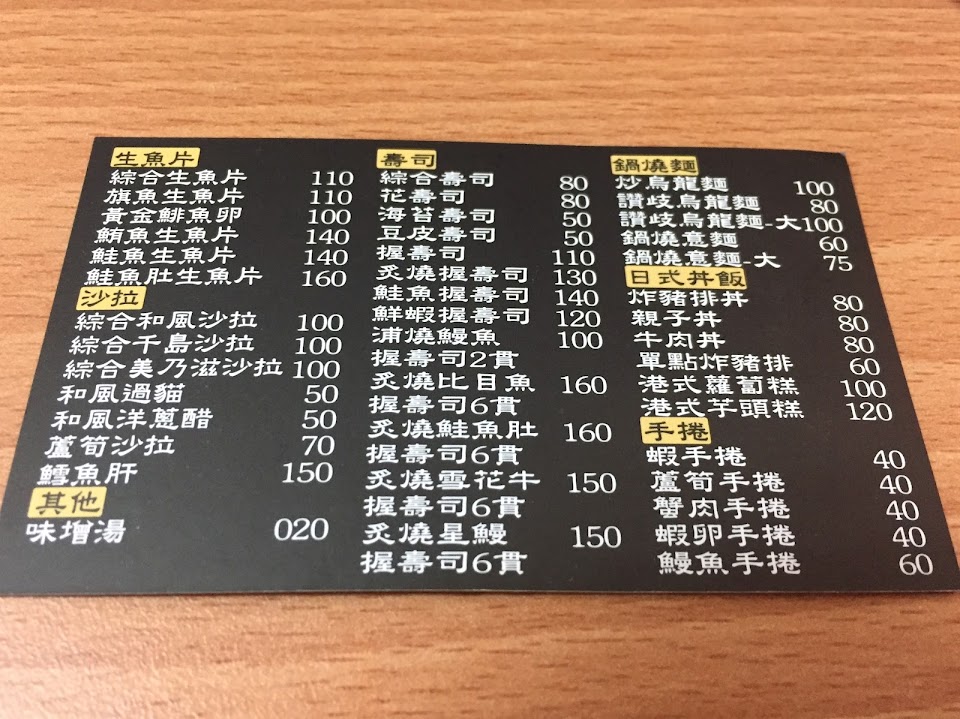 生魚片
綜合生魚片 110
旗魚生魚片 110
黃金鯡魚卵 100
鮪魚生魚片 140
鮭魚生魚片 140
鮭魚肚生魚片 160
沙拉
綜合和風沙拉 100
綜合千島沙拉 100
綜合美乃滋沙拉 100
和風過貓 50
和風洋蔥醋 50
蘆筍沙拉 70
鱈魚肝 150
其他
味增湯 020
壽司
綜合壽司 80
花壽司 80
海苔壽司 50
豆皮壽司 50
握壽司 110
炙燒握壽司 130
鮭魚握壽司 140
鮮蝦握壽司 120
浦燒鰻魚 100
握壽司2貫
炙燒比目魚 160
握壽司6貫
炙燒鮭魚肚 160
握壽司6貫
炙燒雪花牛 150
握壽司6貫
炙燒星鰻 150
握壽司6貫
鍋燒麵
炒烏龍麵 100
讚岐烏龍麵 80
讚岐烏龍麵-大100
鍋燒意麵 60
鍋燒意麵-大 75
日式丼飯
炸豬排丼 80
親子丼 80
牛肉丼 80
單點炸豬排 60
港式蘿蔔糕 100
港式芋頭糕 120
手捲
蝦手捲 40
蘆筍手捲 40
蟹肉手捲 40
蝦卵手捲 40
鰻魚手捲 60